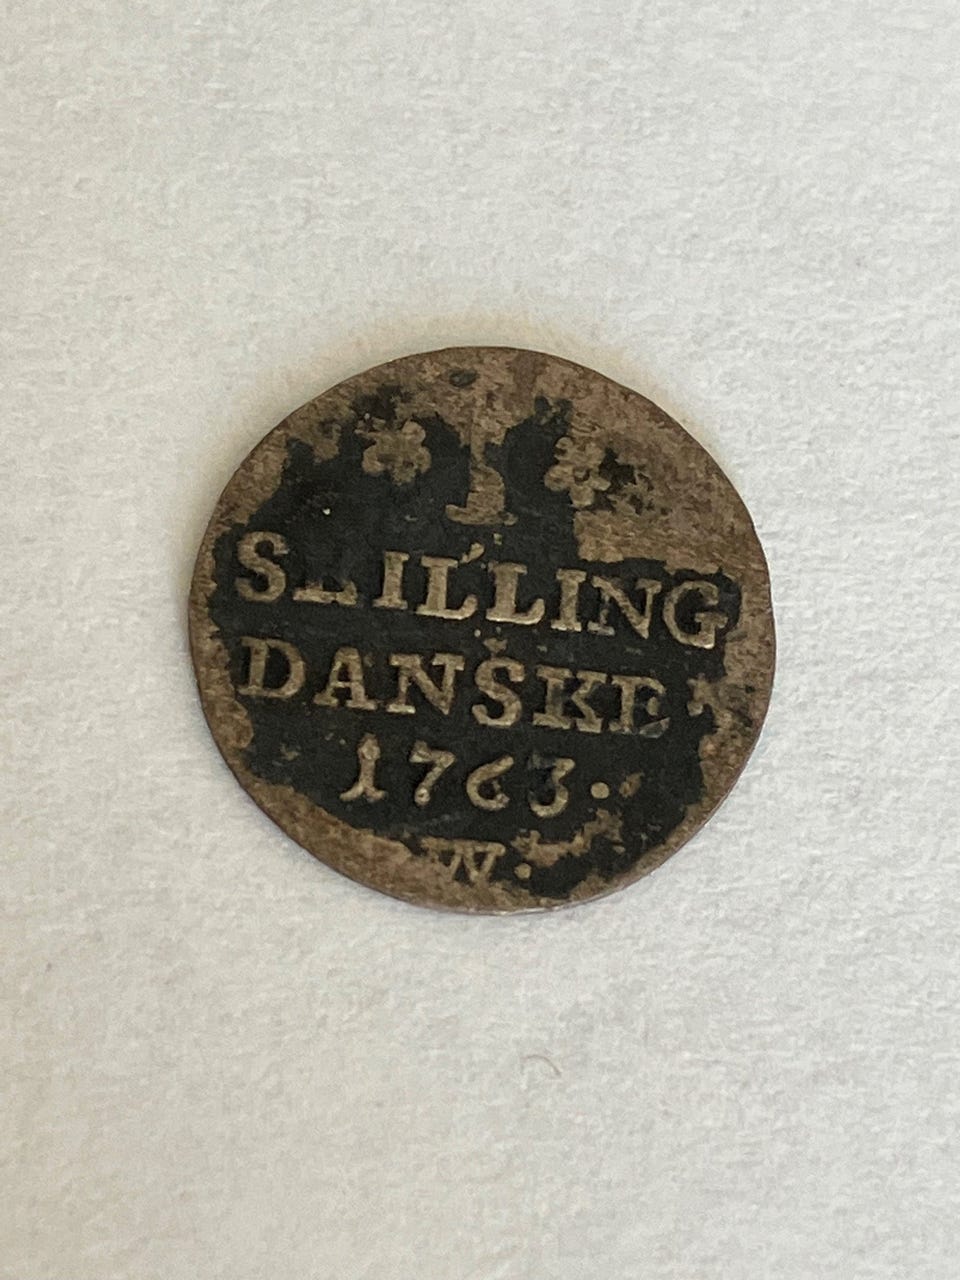 1
SKILLING
DANSKE
1763.
W.